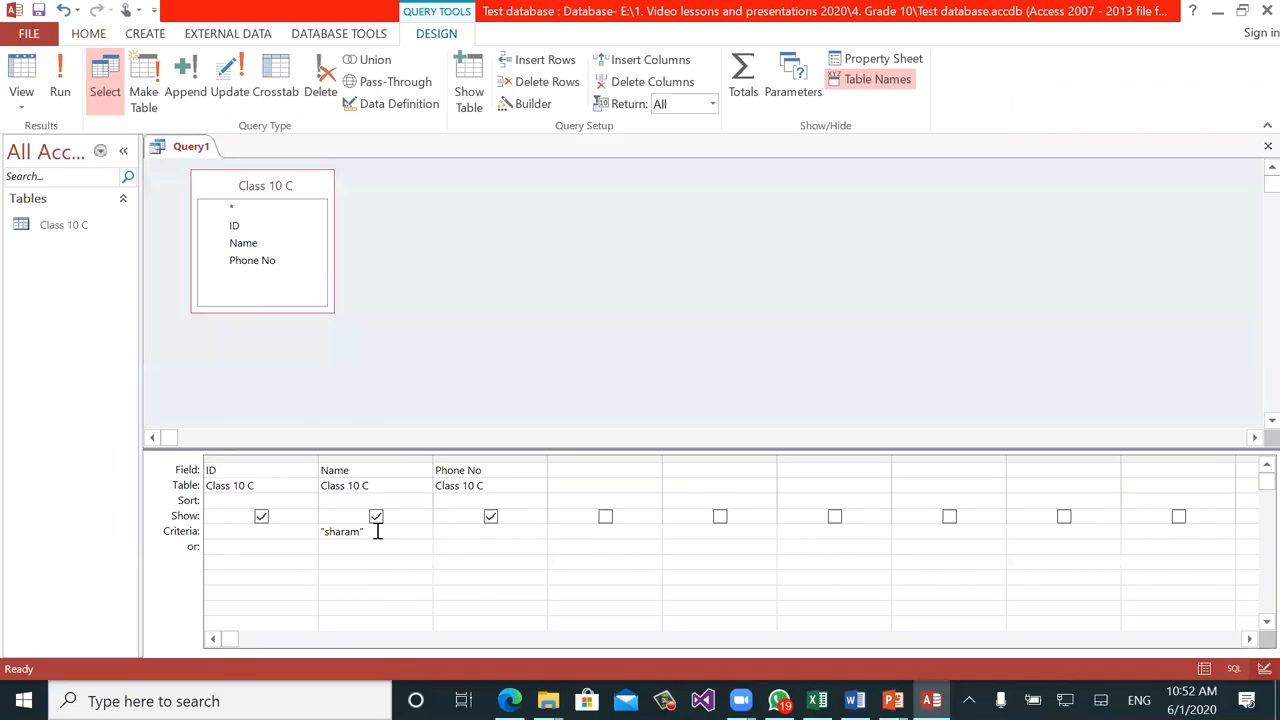 QUERY TOOLS
Test database : Database- E:\1. Video lessons and presentations 2020\4. Grade 10\Test database.accdb (Access 2007 - 2013 file f...
?
FILE HOME CREATE EXTERNAL DATA DATABASE TOOLS DESIGN Sign in
View Run Select Make Table Append Update Crosstab Delete
Union
Pass-Through
Data Definition
Show Table
Insert Rows
Delete Rows
Builder
Insert Columns
Delete Columns
Return: All
Totals Parameters
Property Sheet
Table Names
Results Query Type Query Setup Show/Hide
All Acc... «
Search...
Tables
Class 10 C
Query1
Class 10 C
*
ID
Name
Phone No
Field: ID Name Phone No
Table: Class 10 C Class 10 C Class 10 C
Sort:
Show:
Criteria: "sharam"
or:
Ready SQL
Type here to search
19
ENG
10:52 AM
6/1/2020